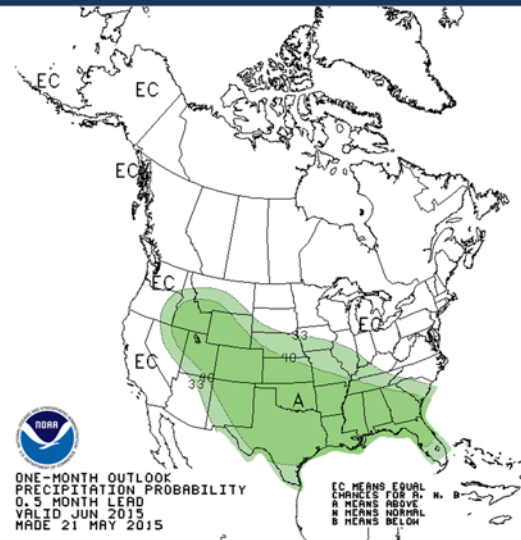 EC
EC
EC
EC
EC
33
40
EC
40
33
A
NOAA
ONE-MONTH OUTLOOK
PRECIPITATION PROBABILITY
0.5 MONTH LEAD
VALID JUN 2015
MADE 21 MAY 2015
EC MEANS EQUAL
CHANCES FOR A, N, B
A MEANS ABOVE
N MEANS NORMAL
B MEANS BELOW